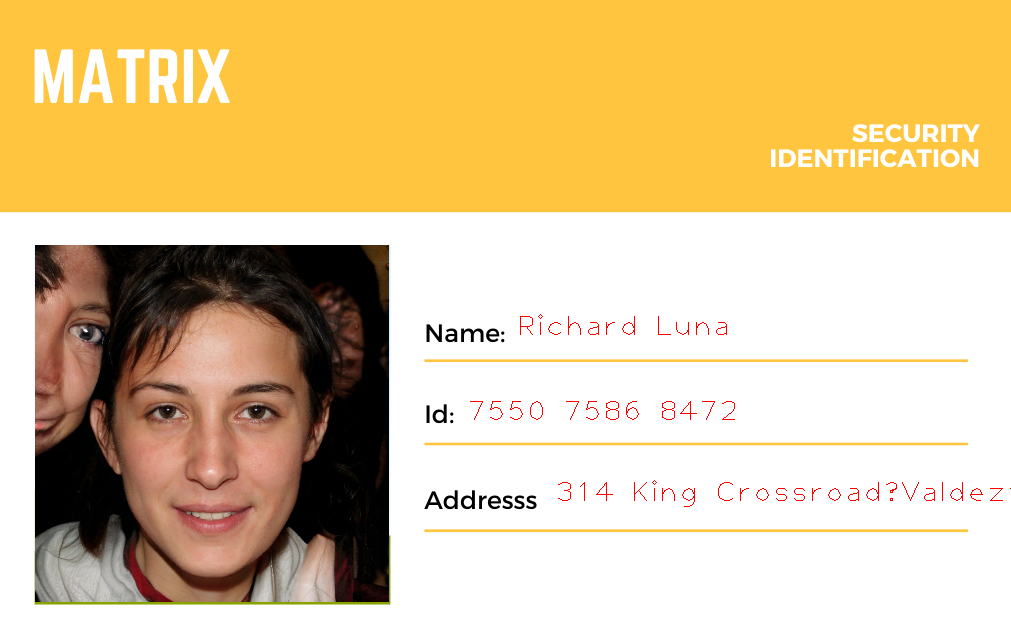 MATRIX
SECURITY
IDENTIFICATION
Name: Richard Luna
Id: 7550 7586 8472
Addresss 314 King Crossroad?Valdez